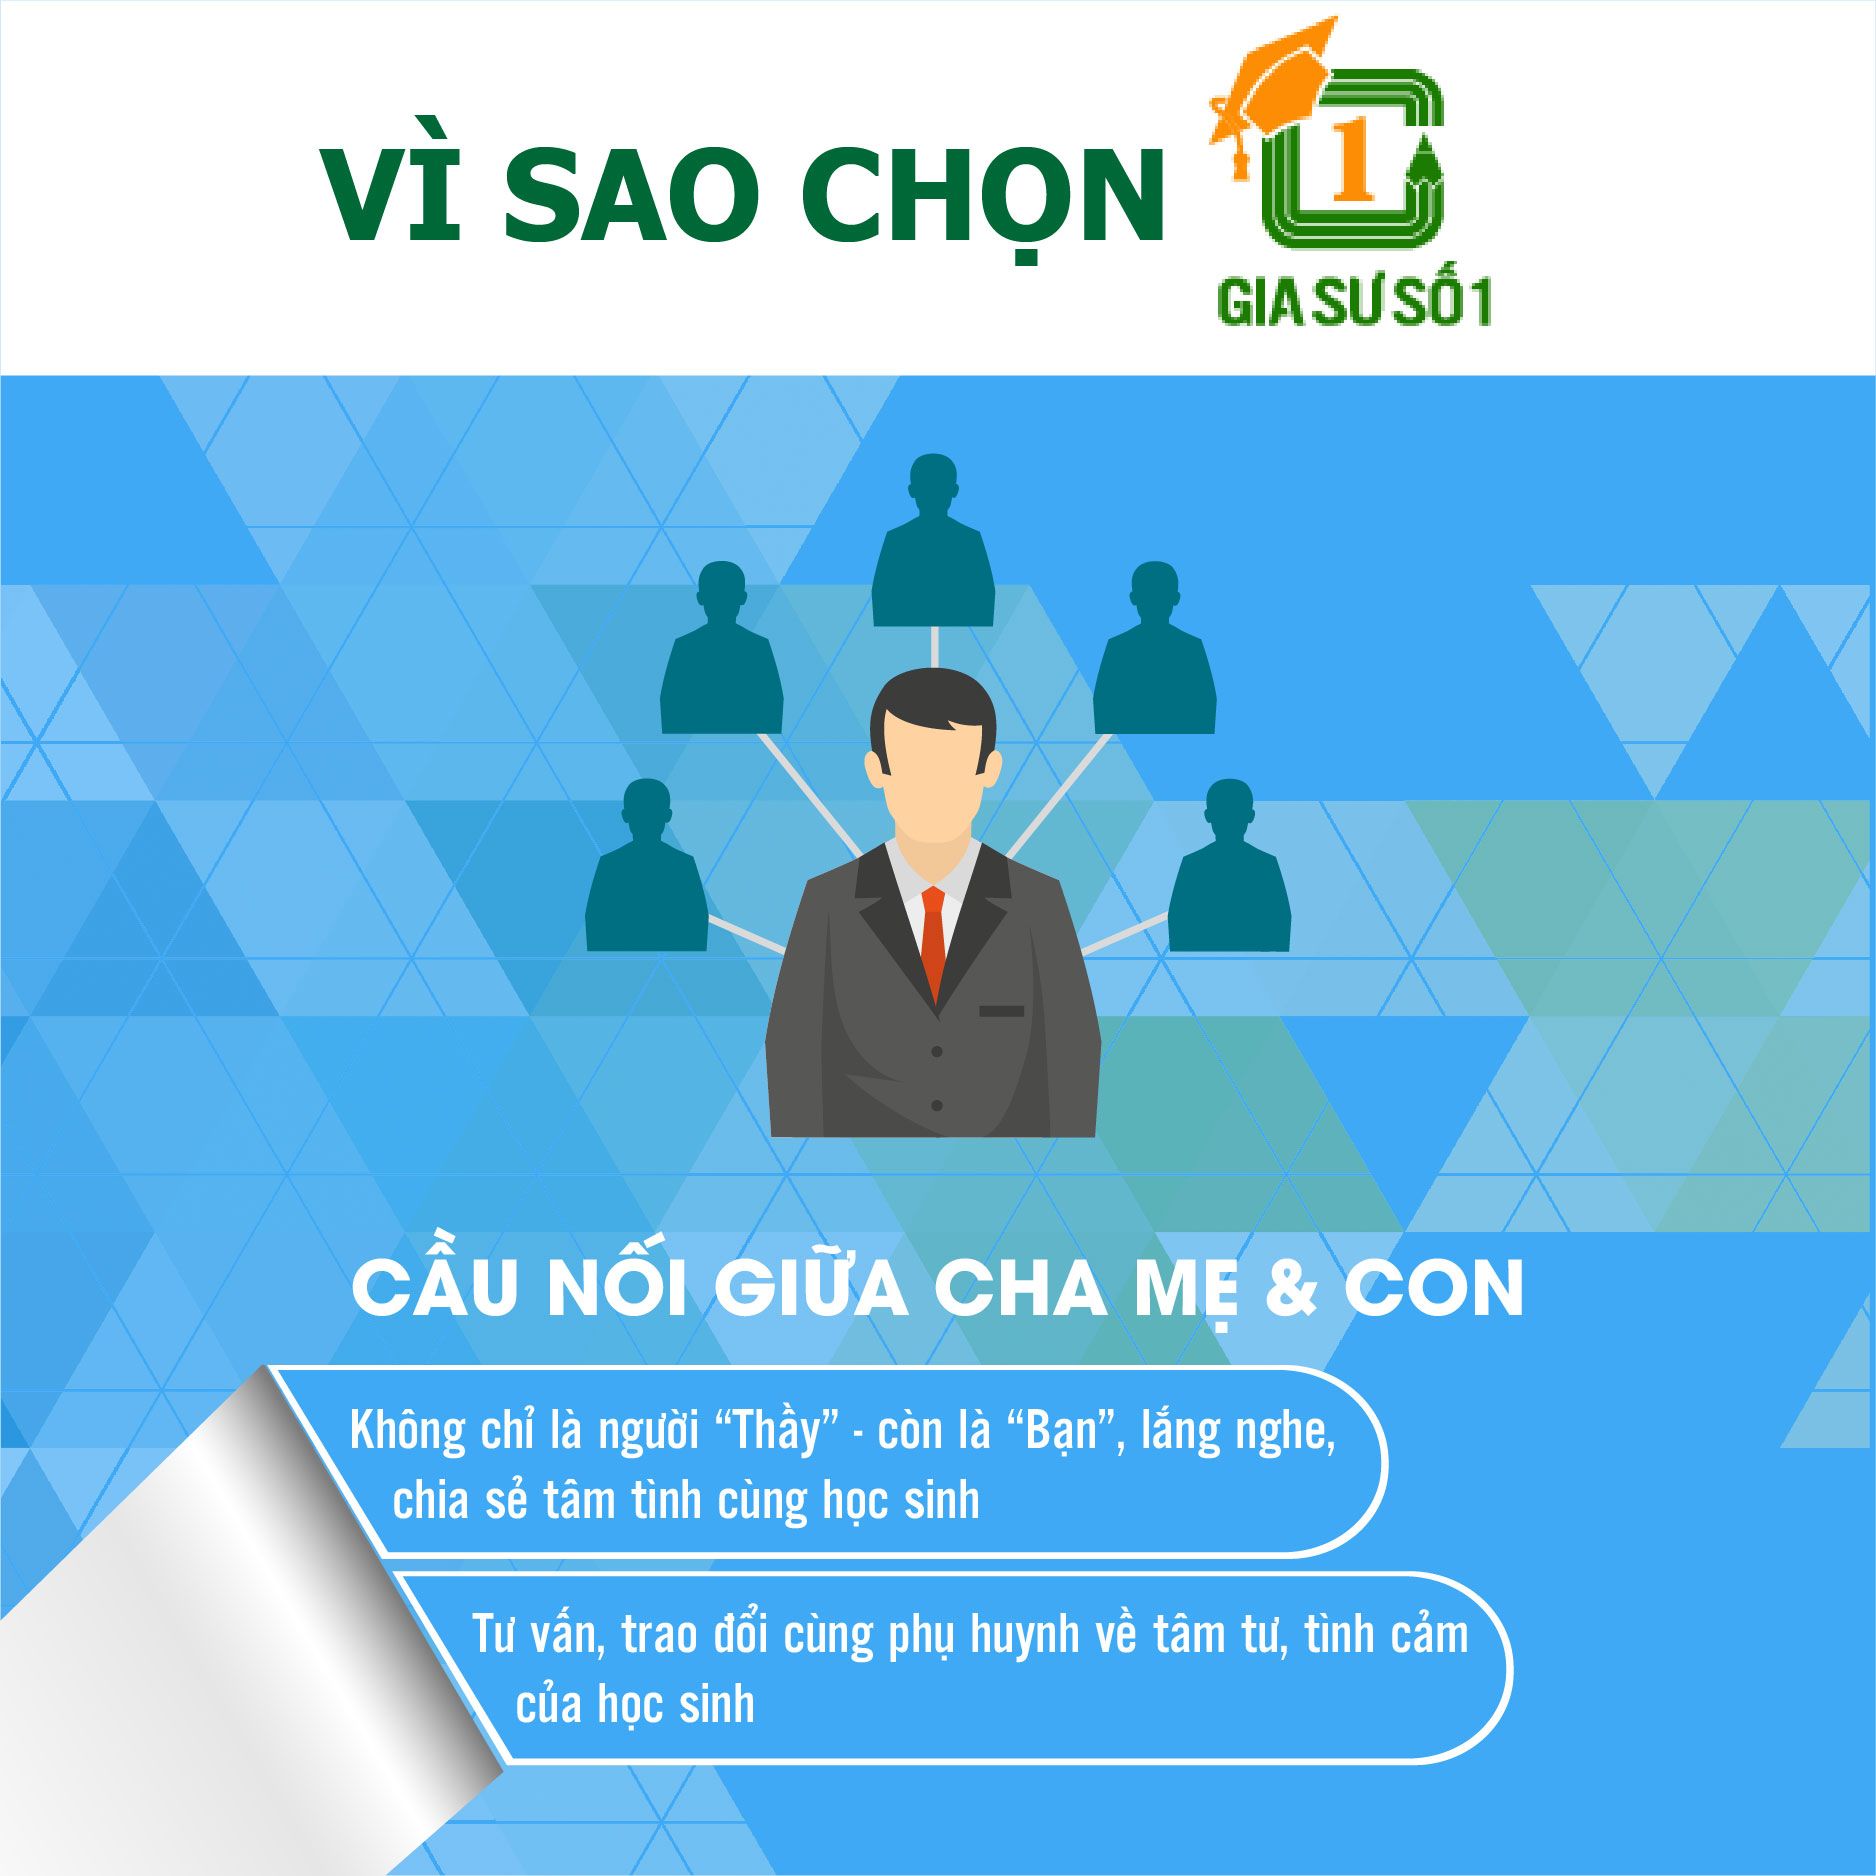 VÌ SAO CHỌN
1
GIA SƯ SỐ 1
CẦU NỐI GIỮA CHA MẸ & CON
Không chỉ là người “Thầy” - còn là “Bạn”, lắng nghe,
chia sẻ tâm tình cùng học sinh
Tư vấn, trao đổi cùng phụ huynh về tâm tư, tình cảm
của học sinh